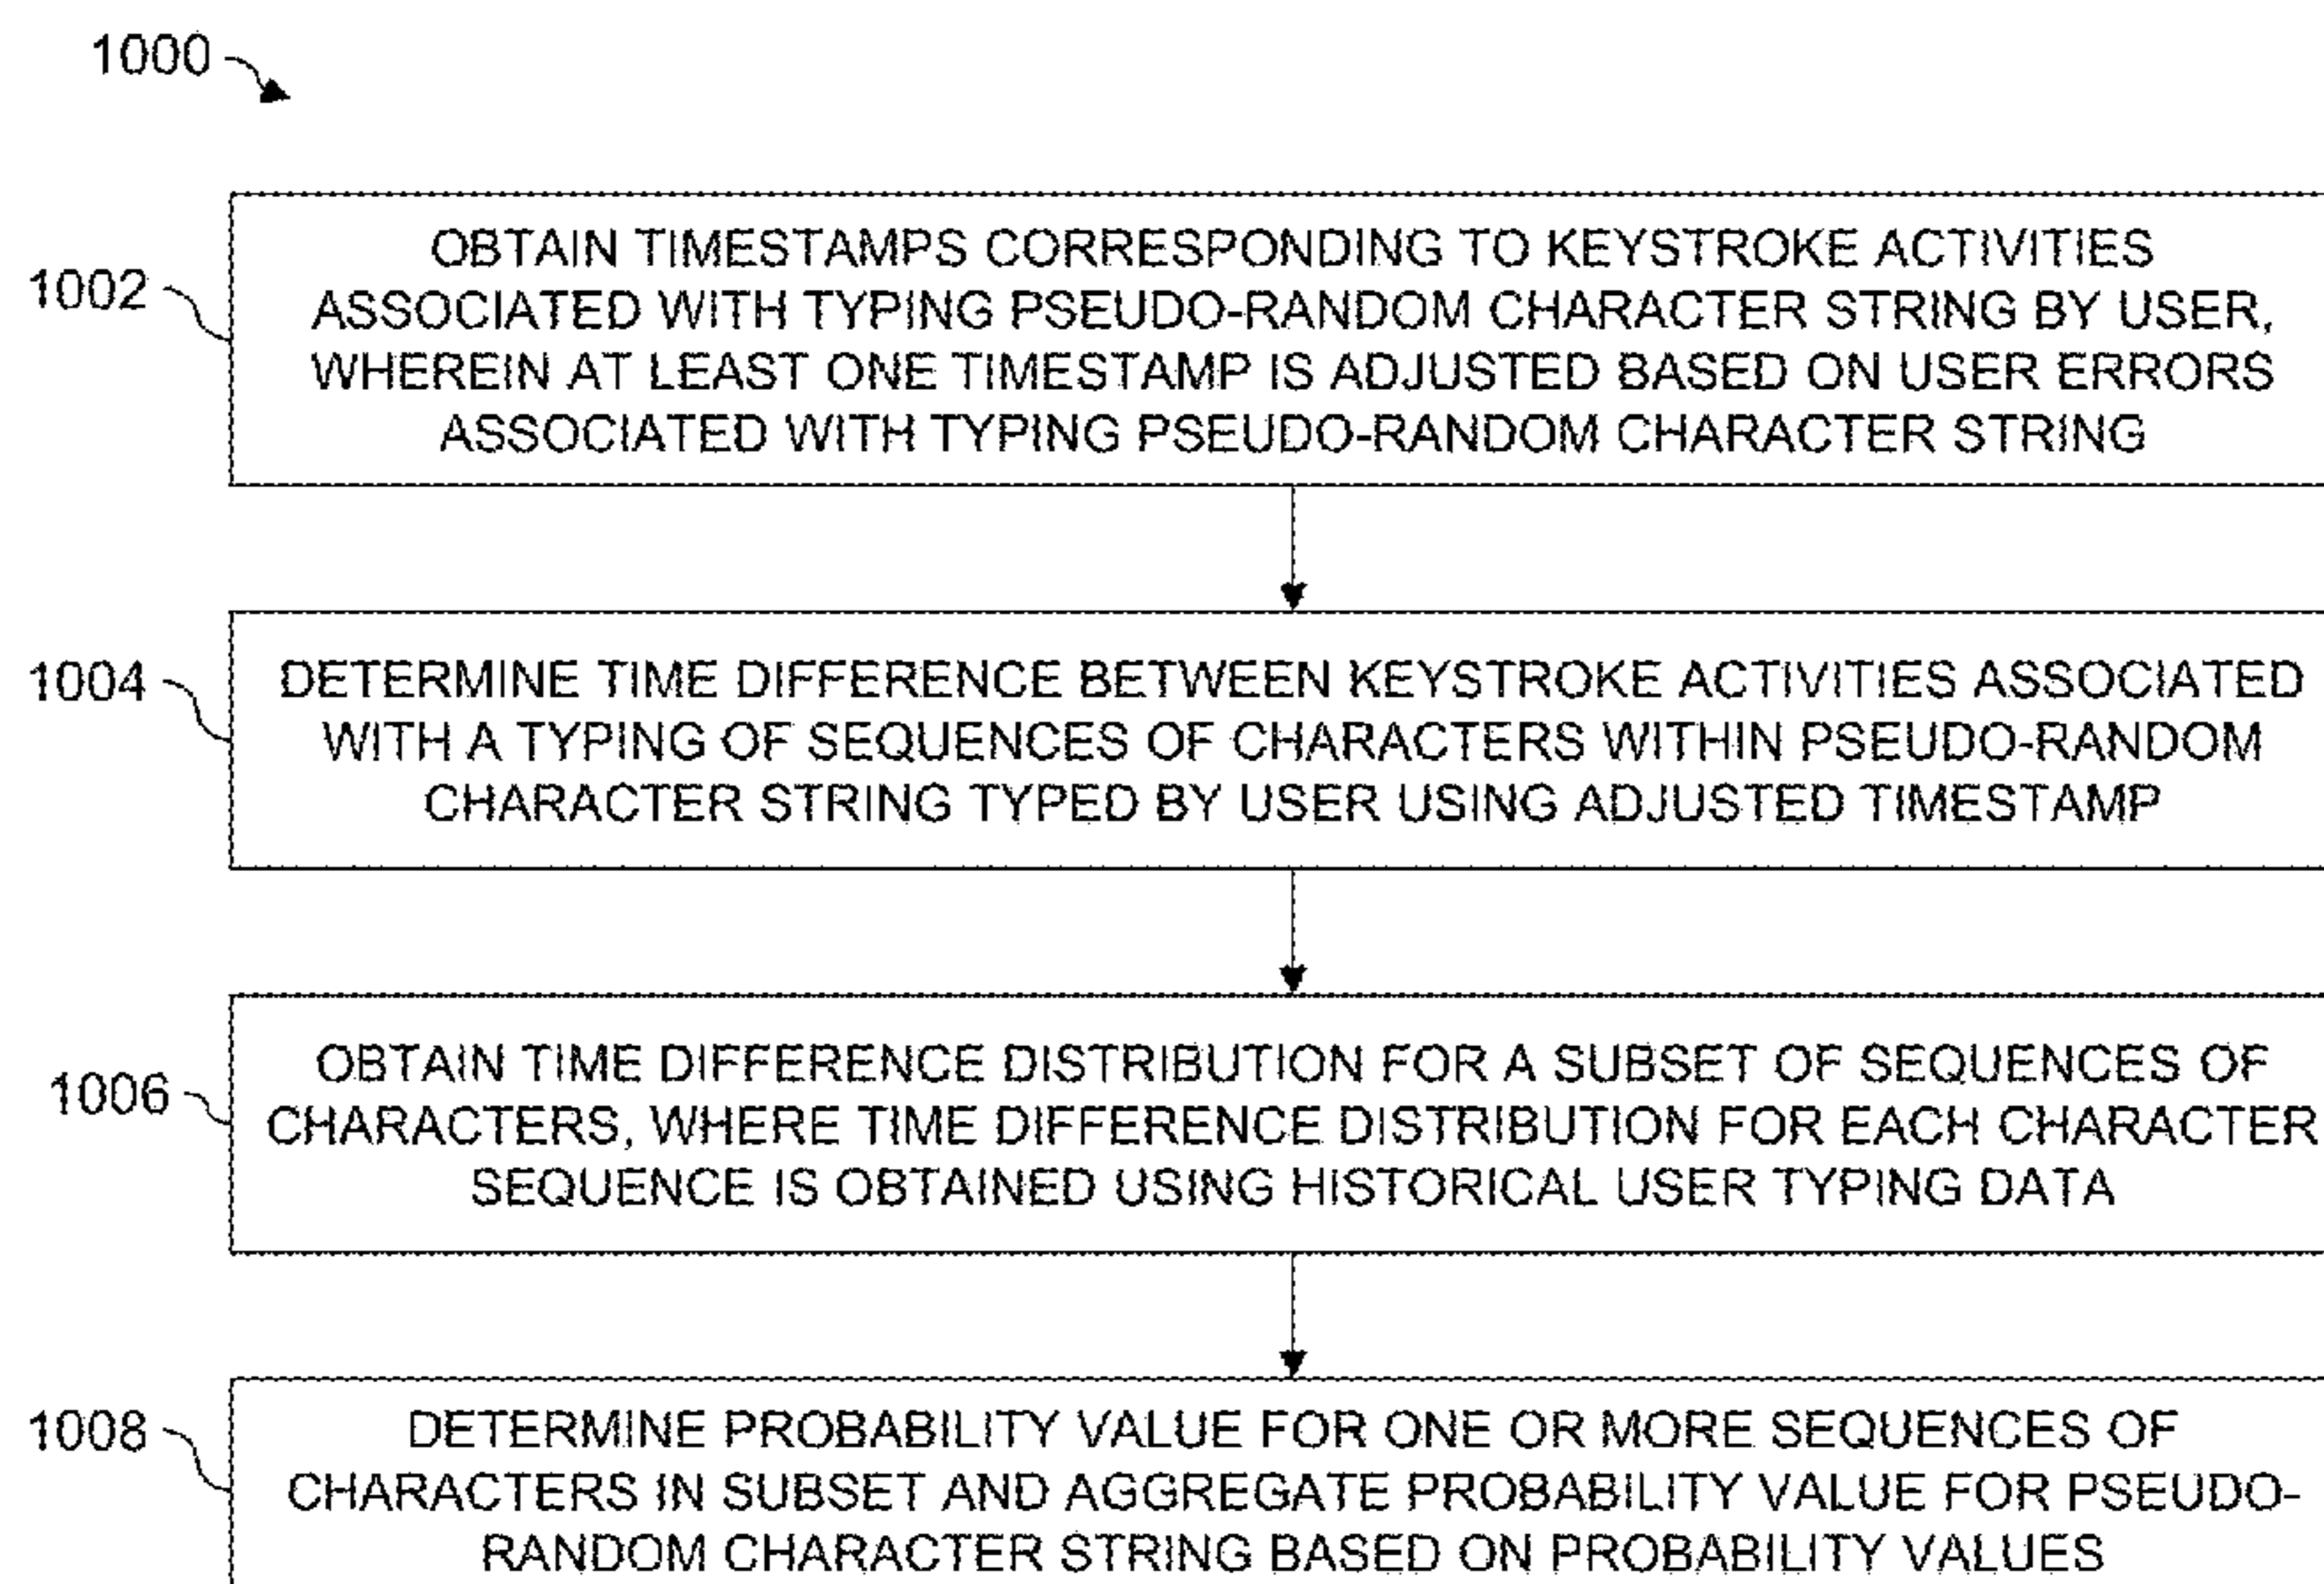 1000
1002
OBTAIN TIMESTAMPS CORRESPONDING TO KEYSTROKE ACTIVITIES
ASSOCIATED WITH TYPING PSEUDO-RANDOM CHARACTER STRING BY USER,
WHEREIN AT LEAST ONE TIMESTAMP IS ADJUSTED BASED ON USER ERRORS
ASSOCIATED WITH TYPING PSEUDO-RANDOM CHARACTER STRING
1004
DETERMINE TIME DIFFERENCE BETWEEN KEYSTROKE ACTIVITIES ASSOCIATED
WITH A TYPING OF SEQUENCES OF CHARACTERS WITHIN PSEUDO-RANDOM
CHARACTER STRING TYPED BY USER USING ADJUSTED TIMESTAMP
1006
OBTAIN TIME DIFFERENCE DISTRIBUTION FOR A SUBSET OF SEQUENCES OF
CHARACTERS, WHERE TIME DIFFERENCE DISTRIBUTION FOR EACH CHARACTER
SEQUENCE IS OBTAINED USING HISTORICAL USER TYPING DATA
1008
DETERMINE PROBABILITY VALUE FOR ONE OR MORE SEQUENCES OF
CHARACTERS IN SUBSET AND AGGREGATE PROBABILITY VALUE FOR PSEUDO-
RANDOM CHARACTER STRING BASED ON PROBABILITY VALUES